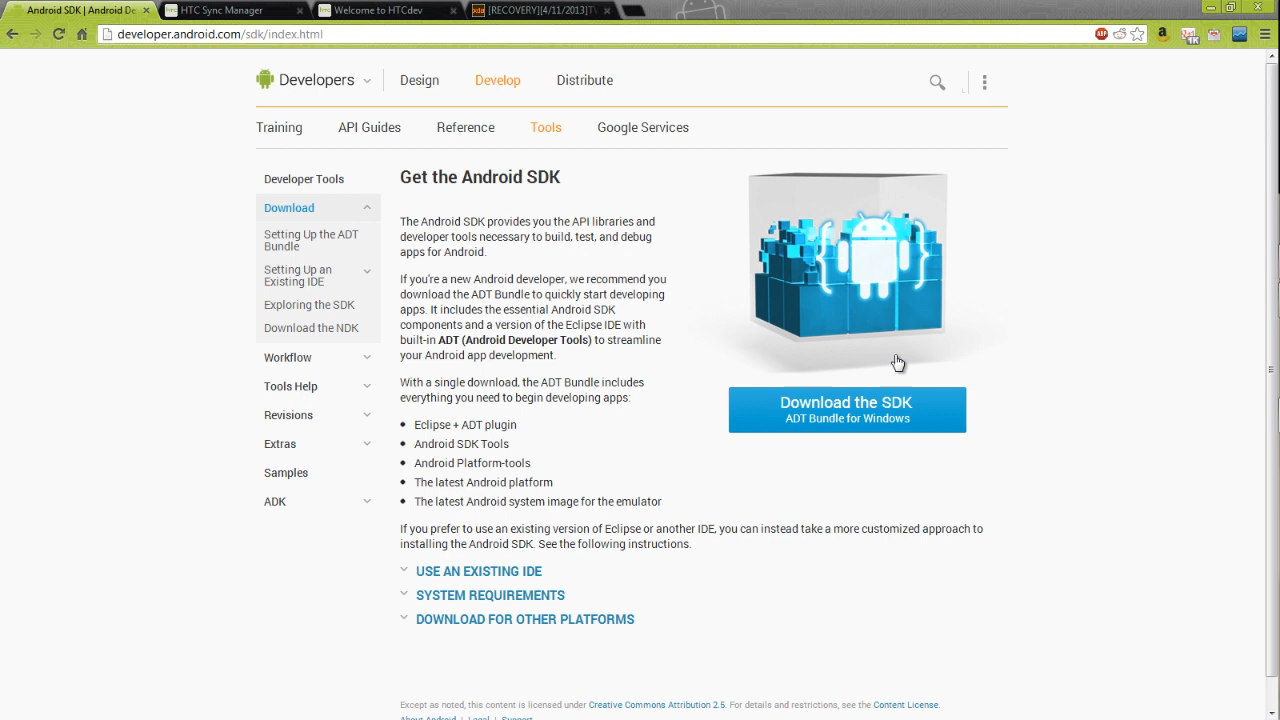 Android SDK | Android De
HTC Sync Manager
Welcome to HTCdev
[RECOVERY][4/11/2013]TV
developer.android.com/sdk/index.html
Developers
Design
Develop
Distribute
Training
API Guides
Reference
Tools
Google Services
Developer Tools
Download
Setting Up the ADT
Bundle
Setting Up an
Existing IDE
Exploring the SDK
Download the NDK
Workflow
Tools Help
Revisions
Extras
Samples
ADK
Get the Android SDK
The Android SDK provides you the API libraries and
developer tools necessary to build, test, and debug
apps for Android.
If you're a new Android developer, we recommend you
download the ADT Bundle to quickly start developing
apps. It includes the essential Android SDK
components and a version of the Eclipse IDE with
built-in ADT (Android Developer Tools) to streamline
your Android app development.
With a single download, the ADT Bundle includes
everything you need to begin developing apps:
Eclipse + ADT plugin
Android SDK Tools
Android Platform-tools
The latest Android platform
The latest Android system image for the emulator
Download the SDK
ADT Bundle for Windows
If you prefer to use an existing version of Eclipse or another IDE, you can instead take a more customized approach to
installing the Android SDK. See the following instructions.
USE AN EXISTING IDE
SYSTEM REQUIREMENTS
DOWNLOAD FOR OTHER PLATFORMS
Except as noted, this content is licensed under Creative Commons Attribution 2.5. For details and restrictions, see the Content License.
About Android | Legal | Support